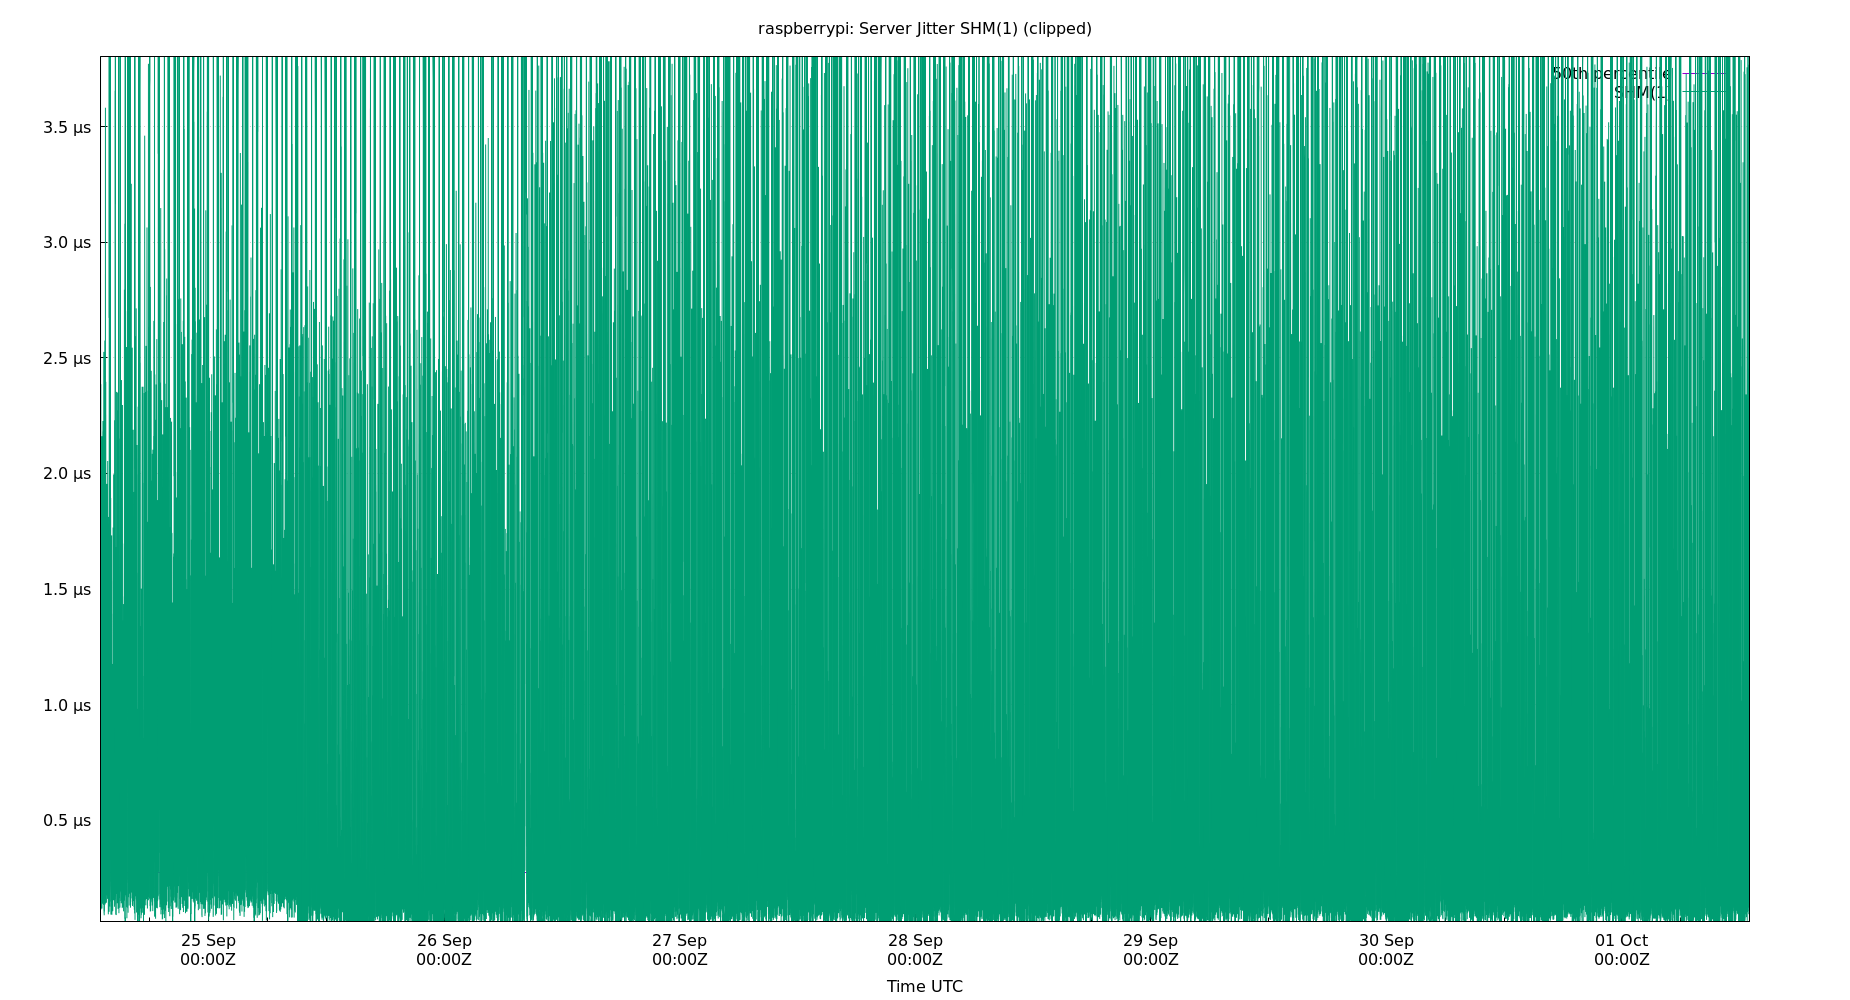 raspberrypi: Server Jitter SHM(1) (clipped)
50th percentile
SHM(1)
3.5 µs
3.0 µs
2.5 µs
2.0 µs
1.5 µs
1.0 µs
0.5 µs
25 Sep 26 Sep 27 Sep 28 Sep 29 Sep 30 Sep 01 Oct
00:00Z 00:00Z 00:00Z 00:00Z 00:00Z 00:00Z 00:00Z
Time UTC